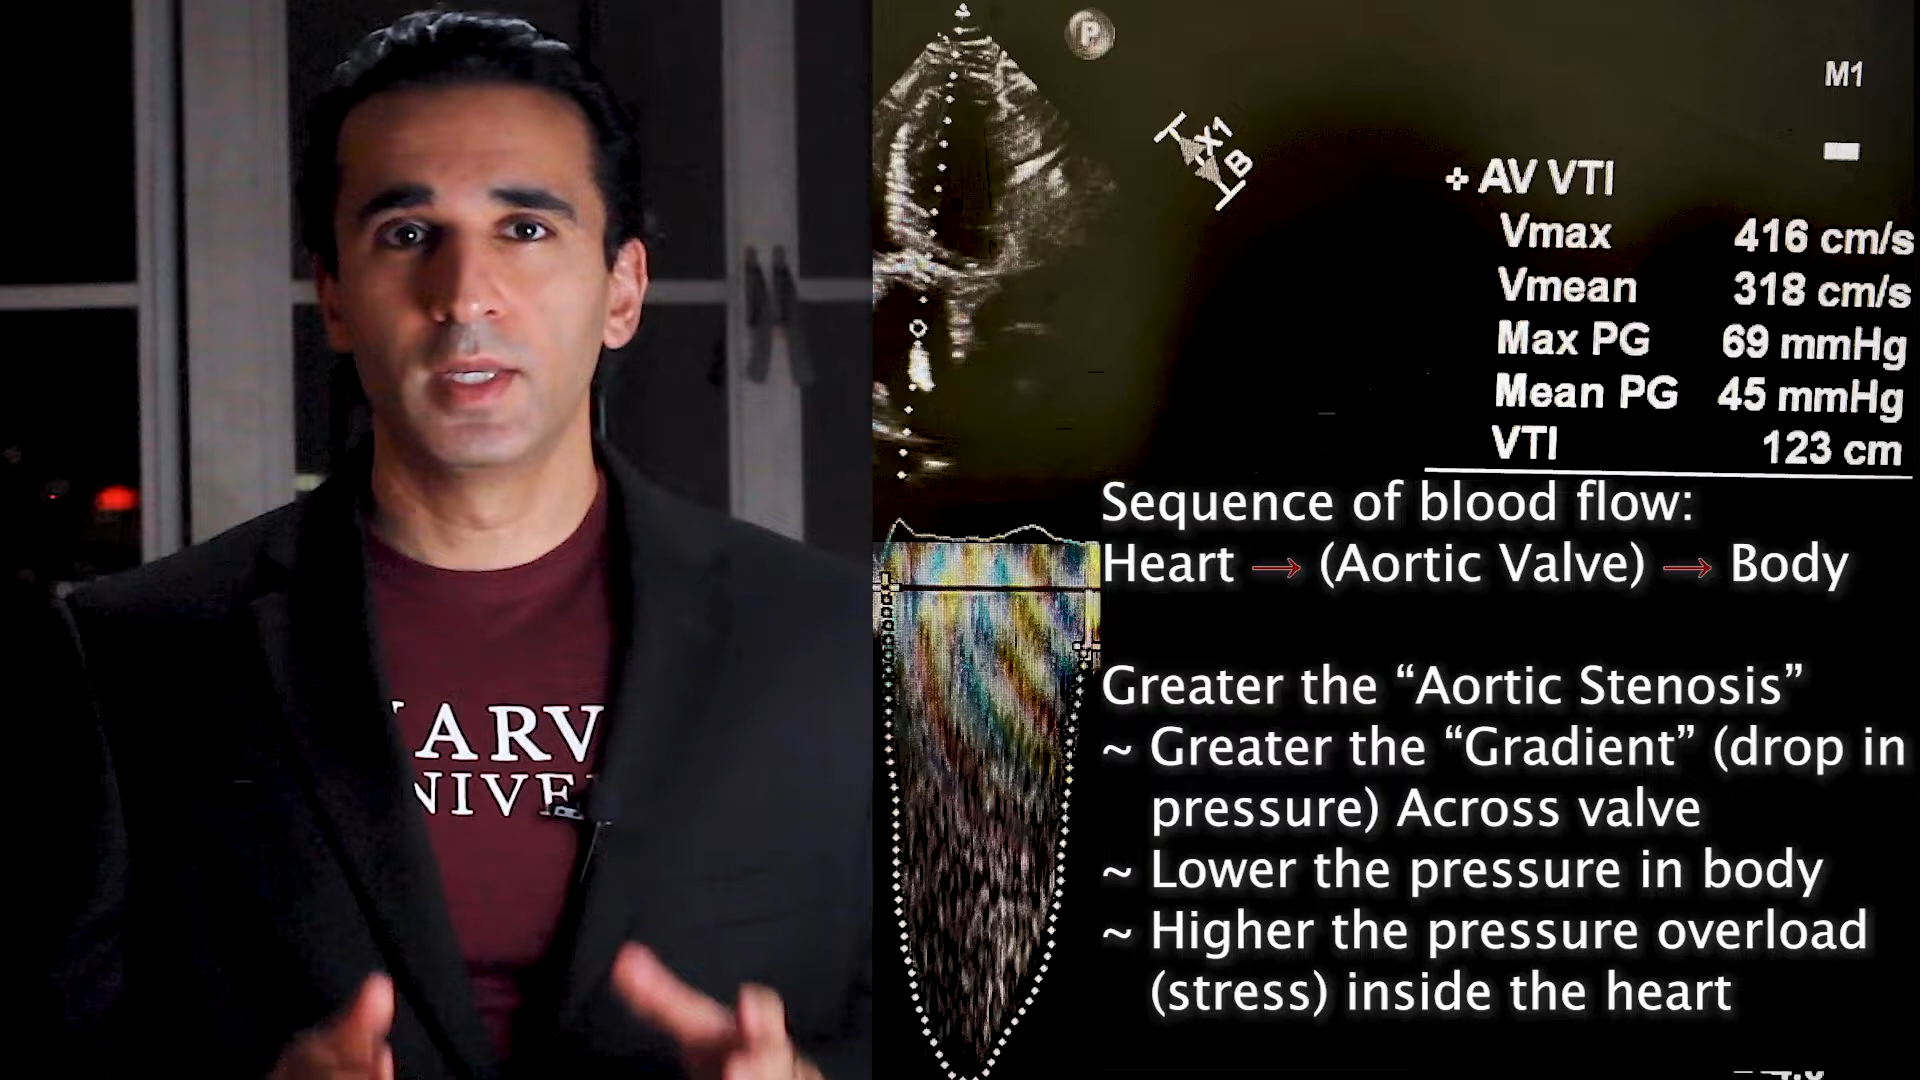 ARV
NIVE
P
M1
X1
B
AV VTI
Vmax 416 cm/s
Vmean 318 cm/s
Max PG 69 mmHg
Mean PG 45 mmHg
VTI 123 cm
Sequence of blood flow:
Heart → (Aortic Valve) → Body
Greater the “Aortic Stenosis”
~ Greater the “Gradient” (drop in
pressure) Across valve
~ Lower the pressure in body
~ Higher the pressure overload
(stress) inside the heart